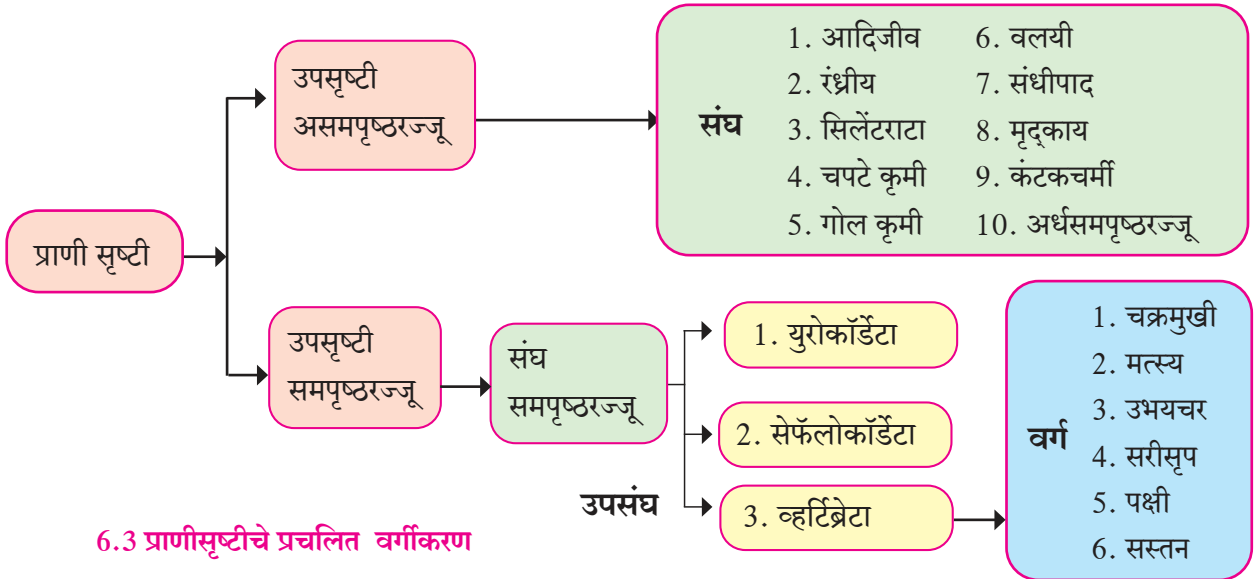 प्राणी सृष्टी
उपसृष्टी
असमपृष्ठरज्जू
संघ
1. आदिजीव
2. रंध्रीय
3. सिलेंटराटा
4. चपटे कृमी
5. गोल कृमी
6. वलयी
7. संधीपाद
8. मृद्‌काय
9. कंटकचर्मी
10. अर्धसमपृष्ठरज्जू
उपसृष्टी
समपृष्ठरज्जू
संघ
समपृष्ठरज्जू
उपसंघ
1. युरोकॉर्डेटा
2. सेफॅलोकॉर्डेटा
3. व्हर्टिब्रेटा
वर्ग
1. चक्रमुखी
2. मत्स्य
3. उभयचर
4. सरीसृप
5. पक्षी
6. सस्तन
6.3 प्राणीसृष्टीचे प्रचलित वर्गीकरण